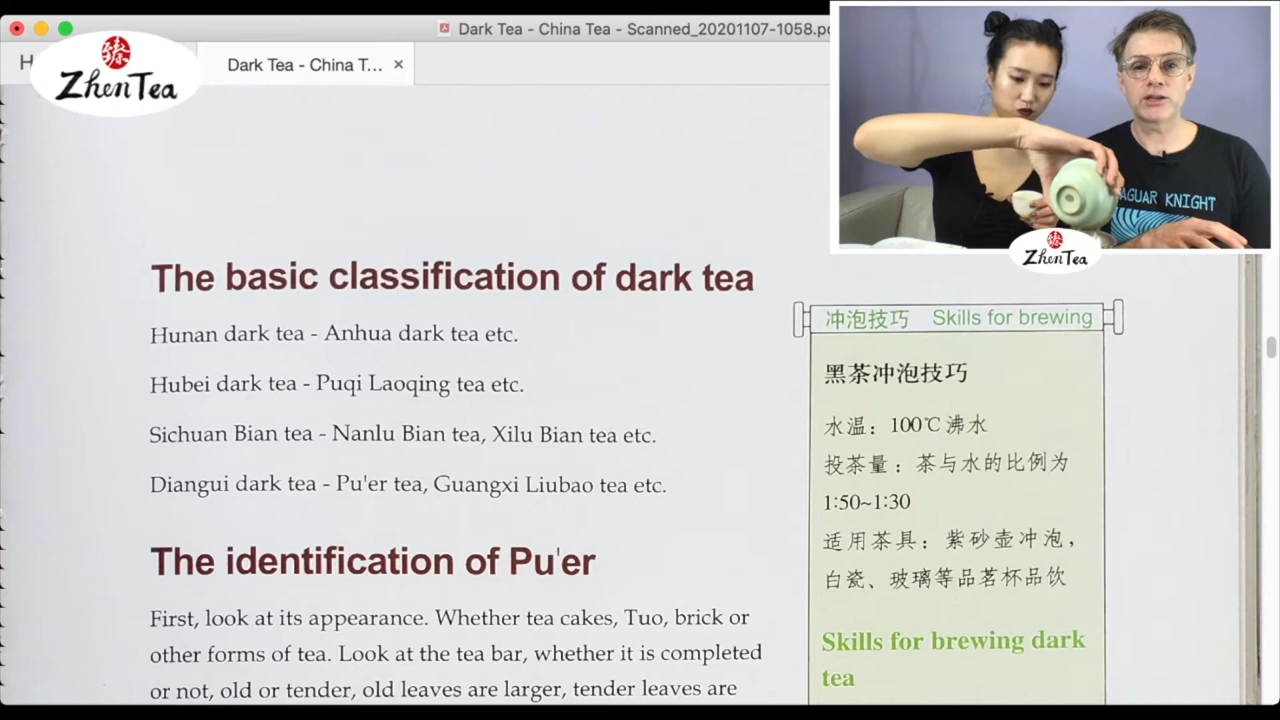 Dark Tea - China Tea - Scanned_20201107-1058.p
Dark Tea - China T... ×
臻
Zhen Tea
AGUAR KNIGHT
臻
Zhen Tea
The basic classification of dark tea
Hunan dark tea - Anhua dark tea etc.
Hubei dark tea - Puqi Laoqing tea etc.
Sichuan Bian tea - Nanlu Bian tea, Xilu Bian tea etc.
Diangui dark tea - Pu'er tea, Guangxi Liubao tea etc.
The identification of Pu'er
First, look at its appearance. Whether tea cakes, Tuo, brick or
other forms of tea. Look at the tea bar, whether it is completed
or not, old or tender, old leaves are larger, tender leaves are
冲泡技巧 Skills for brewing
黑茶冲泡技巧
水温：100℃沸水
投茶量：茶与水的比例为
1:50~1:30
适用茶具：紫砂壶冲泡，
白瓷、玻璃等品茗杯品饮
Skills for brewing dark
tea